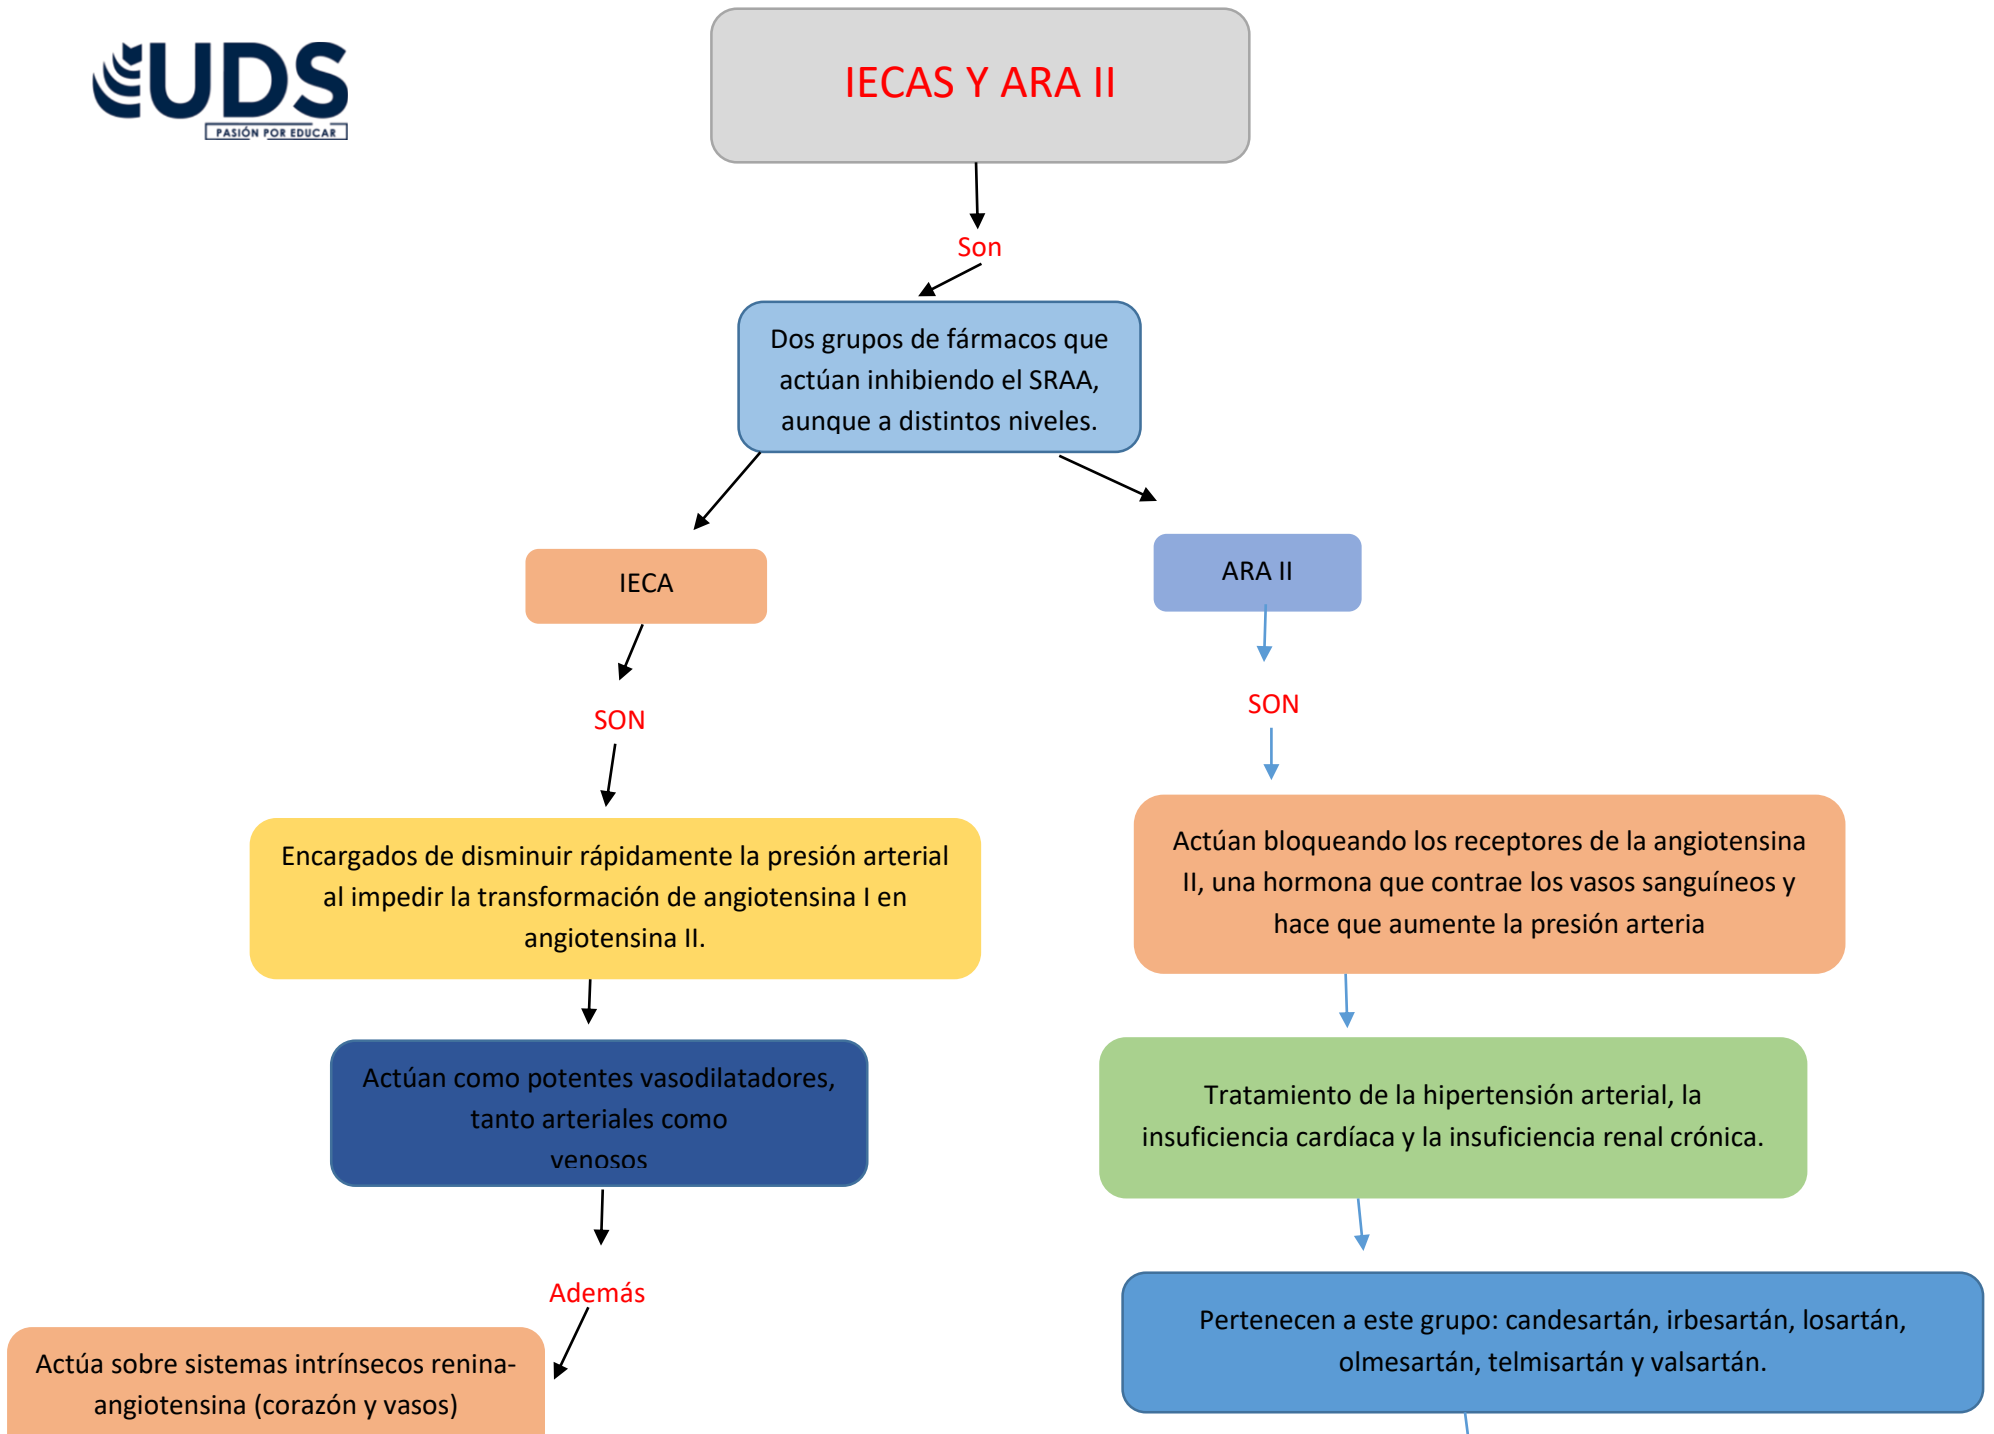 UDS
PASIÓN POR EDUCAR
IECAS Y ARA II
Son
Dos grupos de fármacos que
actúan inhibiendo el SRAA,
aunque a distintos niveles.
IECA
SON
Encargados de disminuir rápidamente la presión arterial
al impedir la transformación de angiotensina I en
angiotensina II.
Actúan como potentes vasodilatadores,
tanto arteriales como
venosos
Además
Actúa sobre sistemas intrínsecos renina-
angiotensina (corazón y vasos)
ARA II
SON
Actúan bloqueando los receptores de la angiotensina
II, una hormona que contrae los vasos sanguíneos y
hace que aumente la presión arteria
Tratamiento de la hipertensión arterial, la
insuficiencia cardíaca y la insuficiencia renal crónica.
Pertenecen a este grupo: candesartán, irbesartán, losartán,
olmesartán, telmisartán y valsartán.